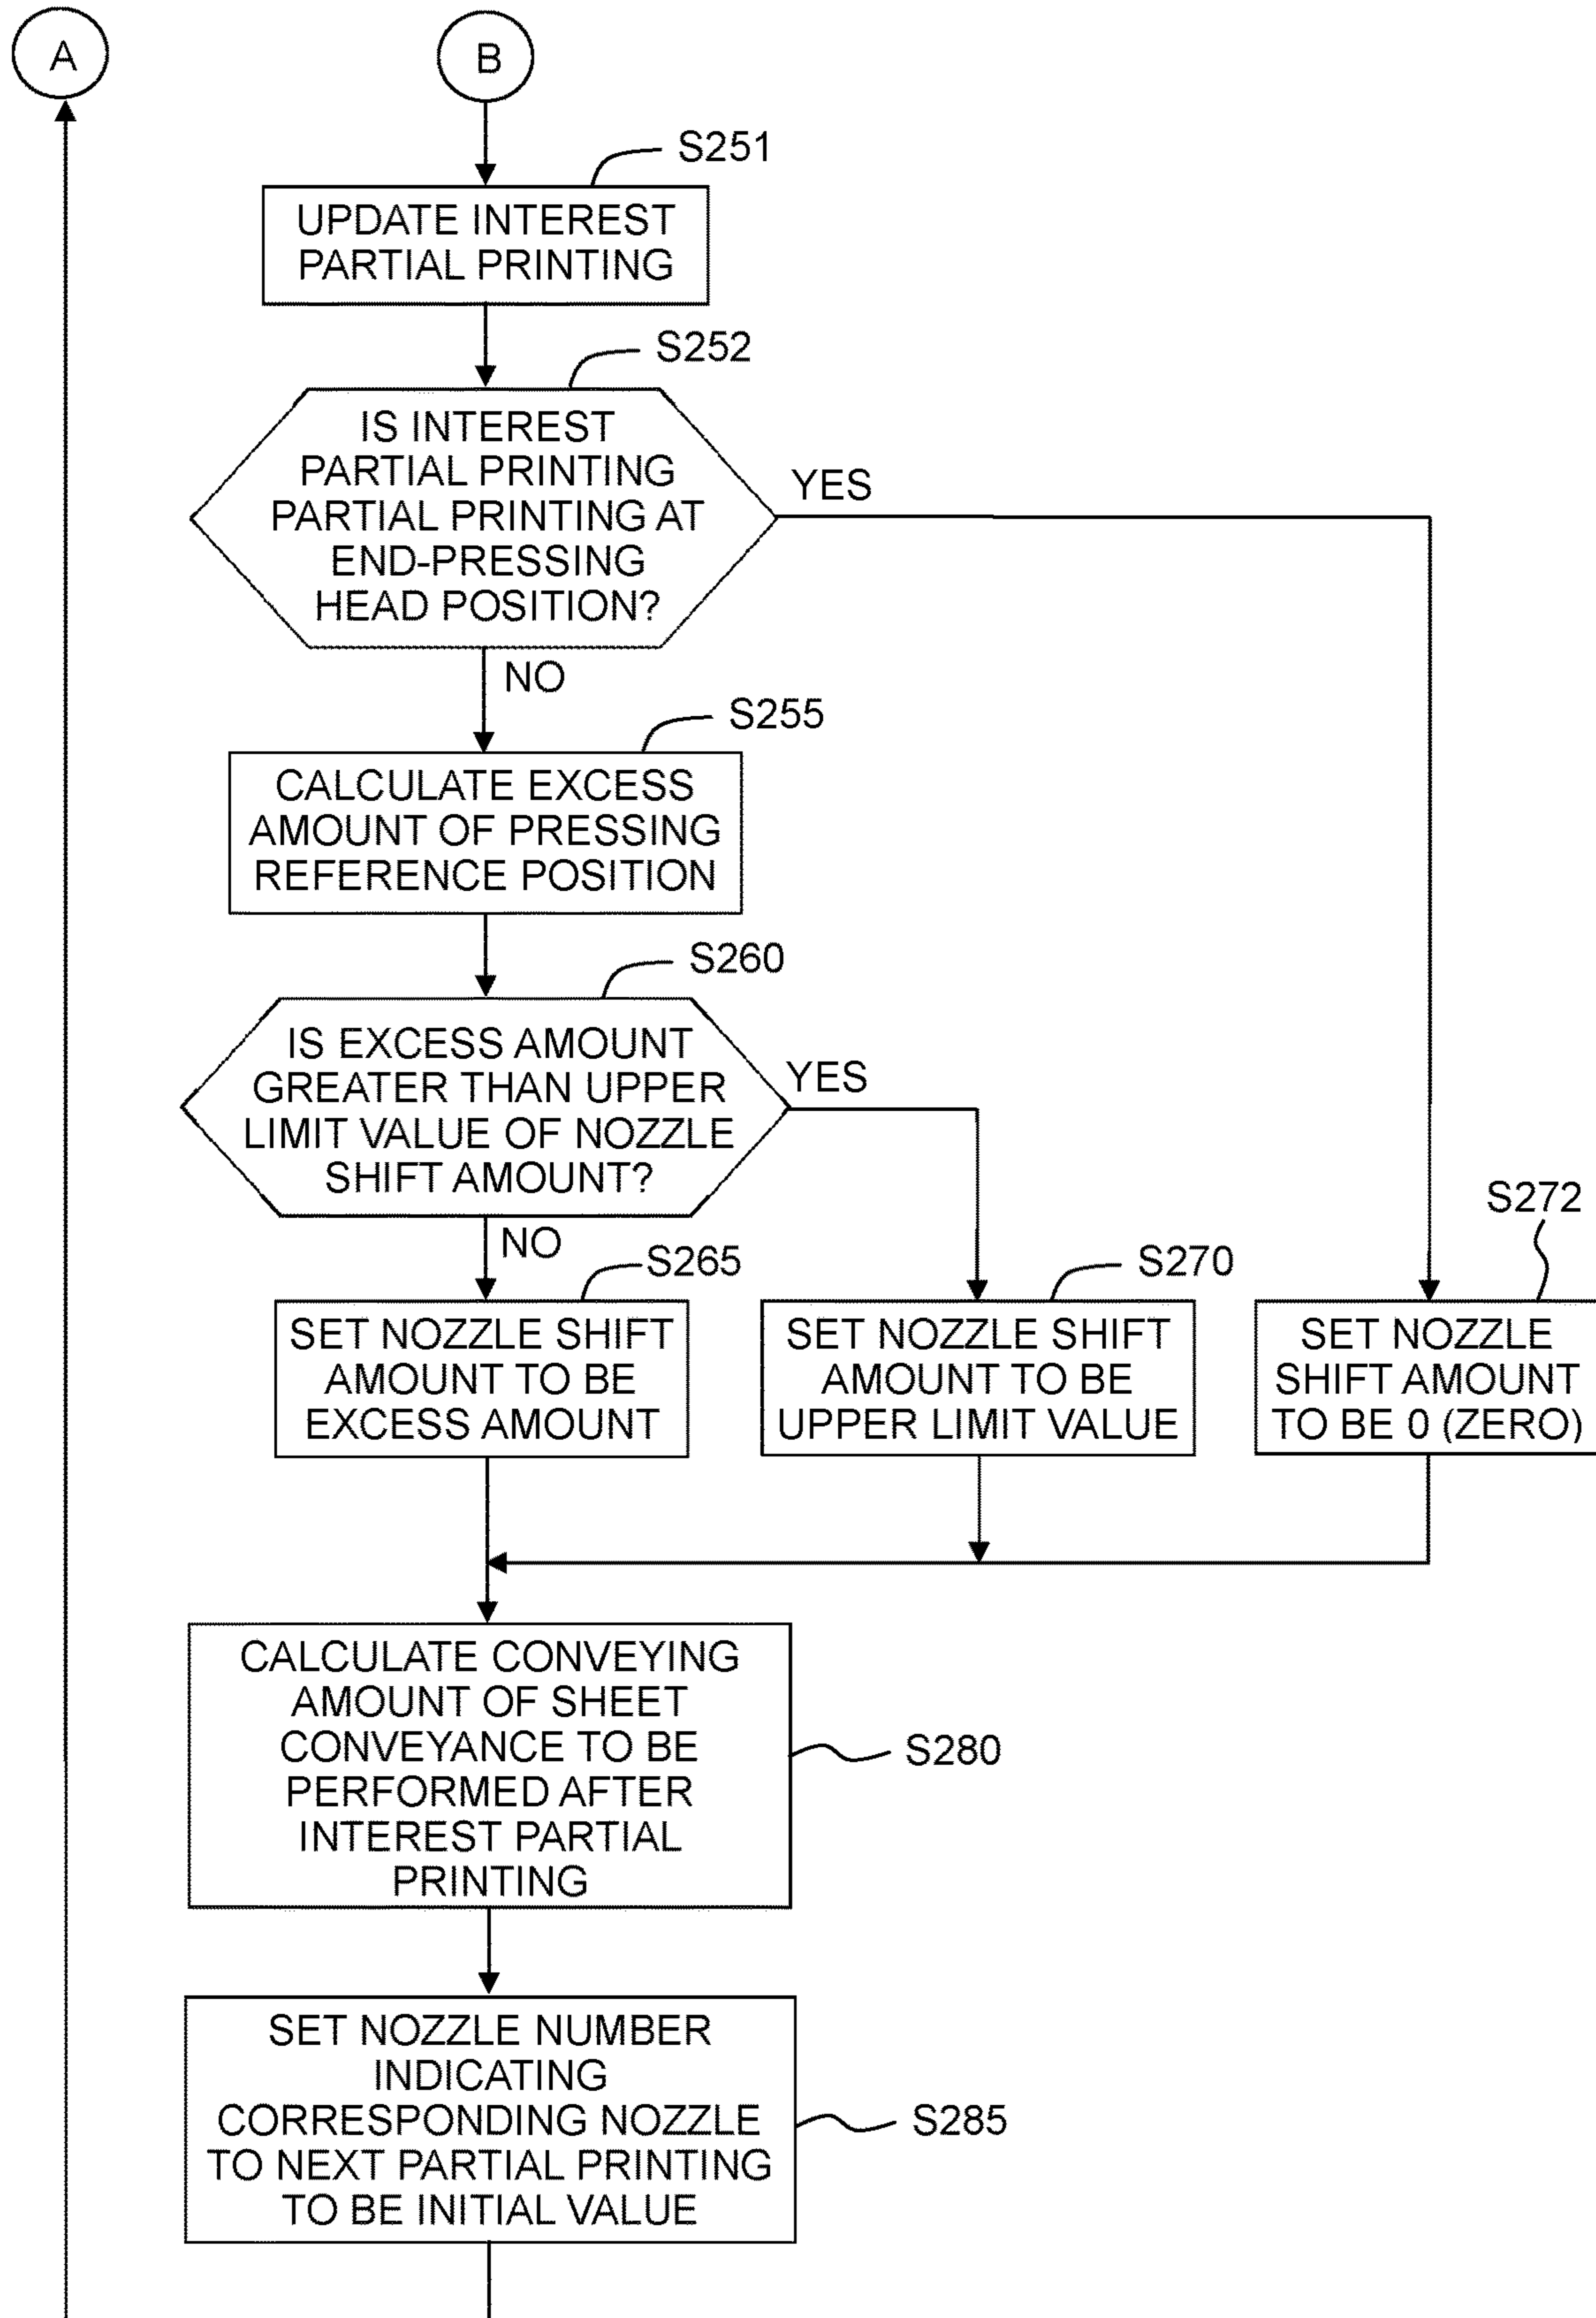 A
B
S251
UPDATE INTEREST
PARTIAL PRINTING
S252
IS INTEREST
PARTIAL PRINTING
PARTIAL PRINTING AT
END-PRESSING
HEAD POSITION?
YES
NO
S255
CALCULATE EXCESS
AMOUNT OF PRESSING
REFERENCE POSITION
S260
IS EXCESS AMOUNT
GREATER THAN UPPER
LIMIT VALUE OF NOZZLE
SHIFT AMOUNT?
YES
NO
S265
SET NOZZLE SHIFT
AMOUNT TO BE
EXCESS AMOUNT
S270
SET NOZZLE SHIFT
AMOUNT TO BE
UPPER LIMIT VALUE
S272
SET NOZZLE
SHIFT AMOUNT
TO BE 0 (ZERO)
CALCULATE CONVEYING
AMOUNT OF SHEET
CONVEYANCE TO BE
PERFORMED AFTER
INTEREST PARTIAL
PRINTING
S280
SET NOZZLE NUMBER
INDICATING
CORRESPONDING NOZZLE
TO NEXT PARTIAL PRINTING
TO BE INITIAL VALUE
S285